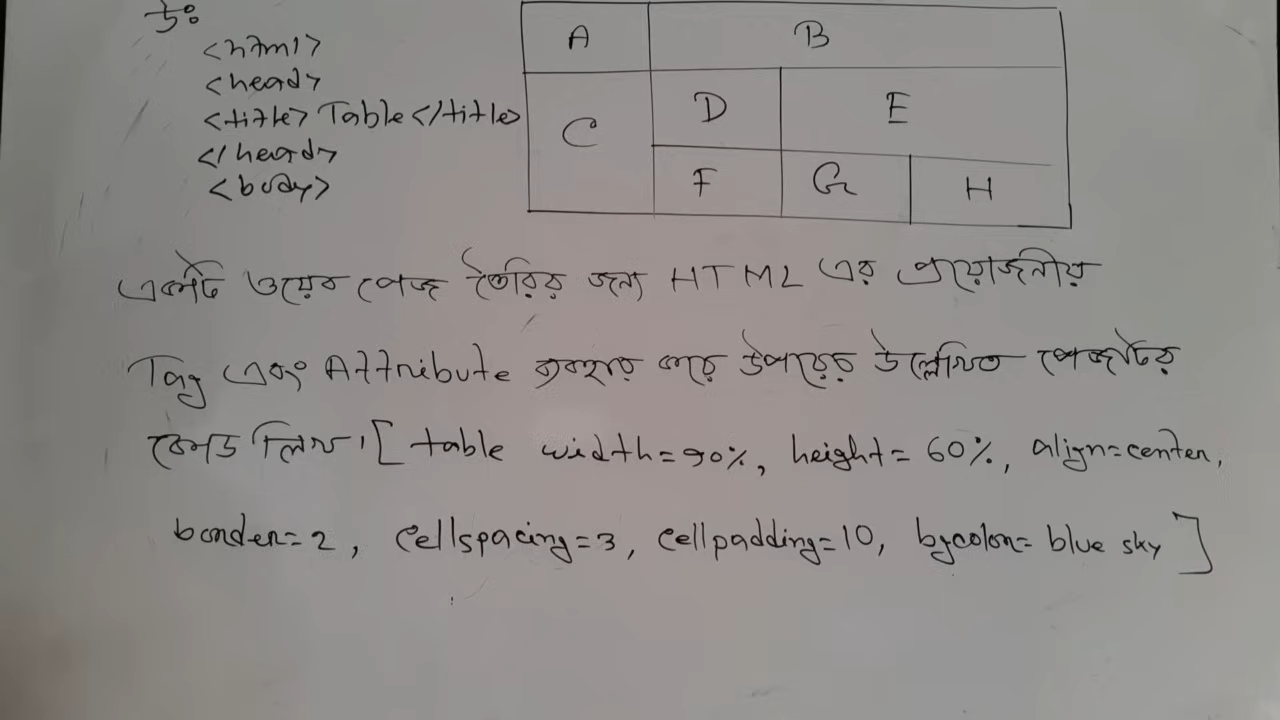 উঃ
<html>
<head>
<title> Table </title>
</head>
<body>
A B
C D E
F G H
একটি ওয়েব পেজ তৈরির জন্য HTML এর প্রয়োজনীয়
Tag এবং Attribute ব্যবহার করে উপরের উল্লেখিত পেজটির
কোড লিখ। [ table width=90%, height= 60%, align=center,
border=2, cellspacing=3, cellpadding=10, bgcolor= blue sky ]